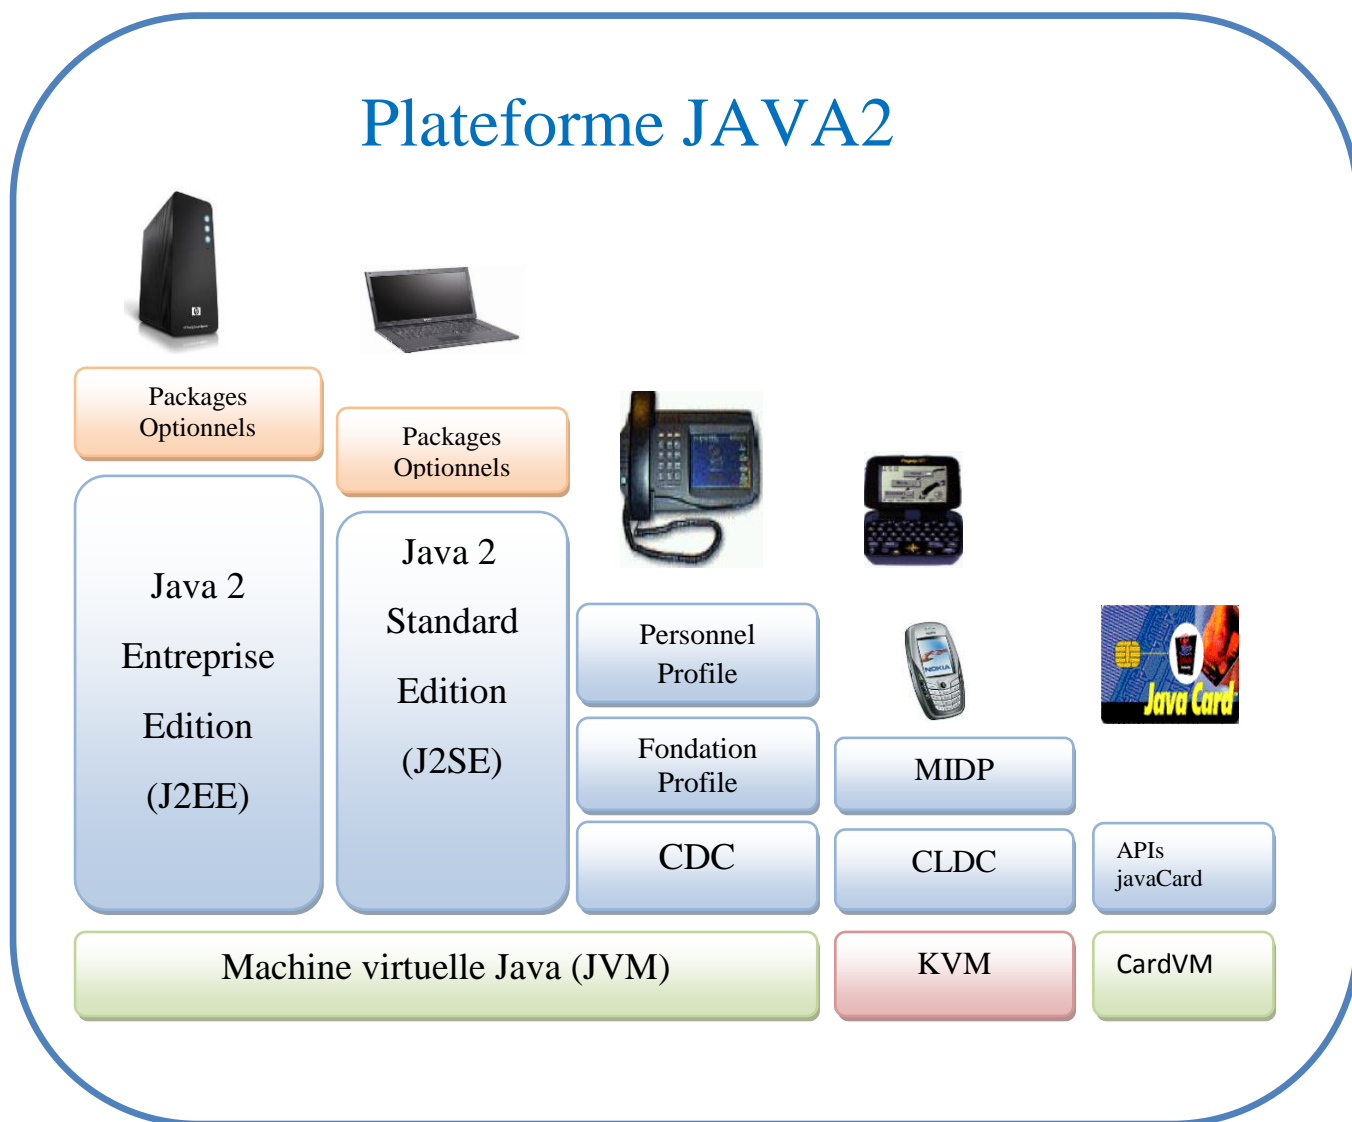 Plateforme JAVA2
Packages
Optionnels
Packages
Optionnels
Java 2
Entreprise
Edition
(J2EE)
Java 2
Standard
Edition
(J2SE)
Personnel
Profile
Fondation
Profile
CDC
NOKIA
MIDP
CLDC
Java Card
APIs
javaCard
Machine virtuelle Java (JVM)
KVM
CardVM